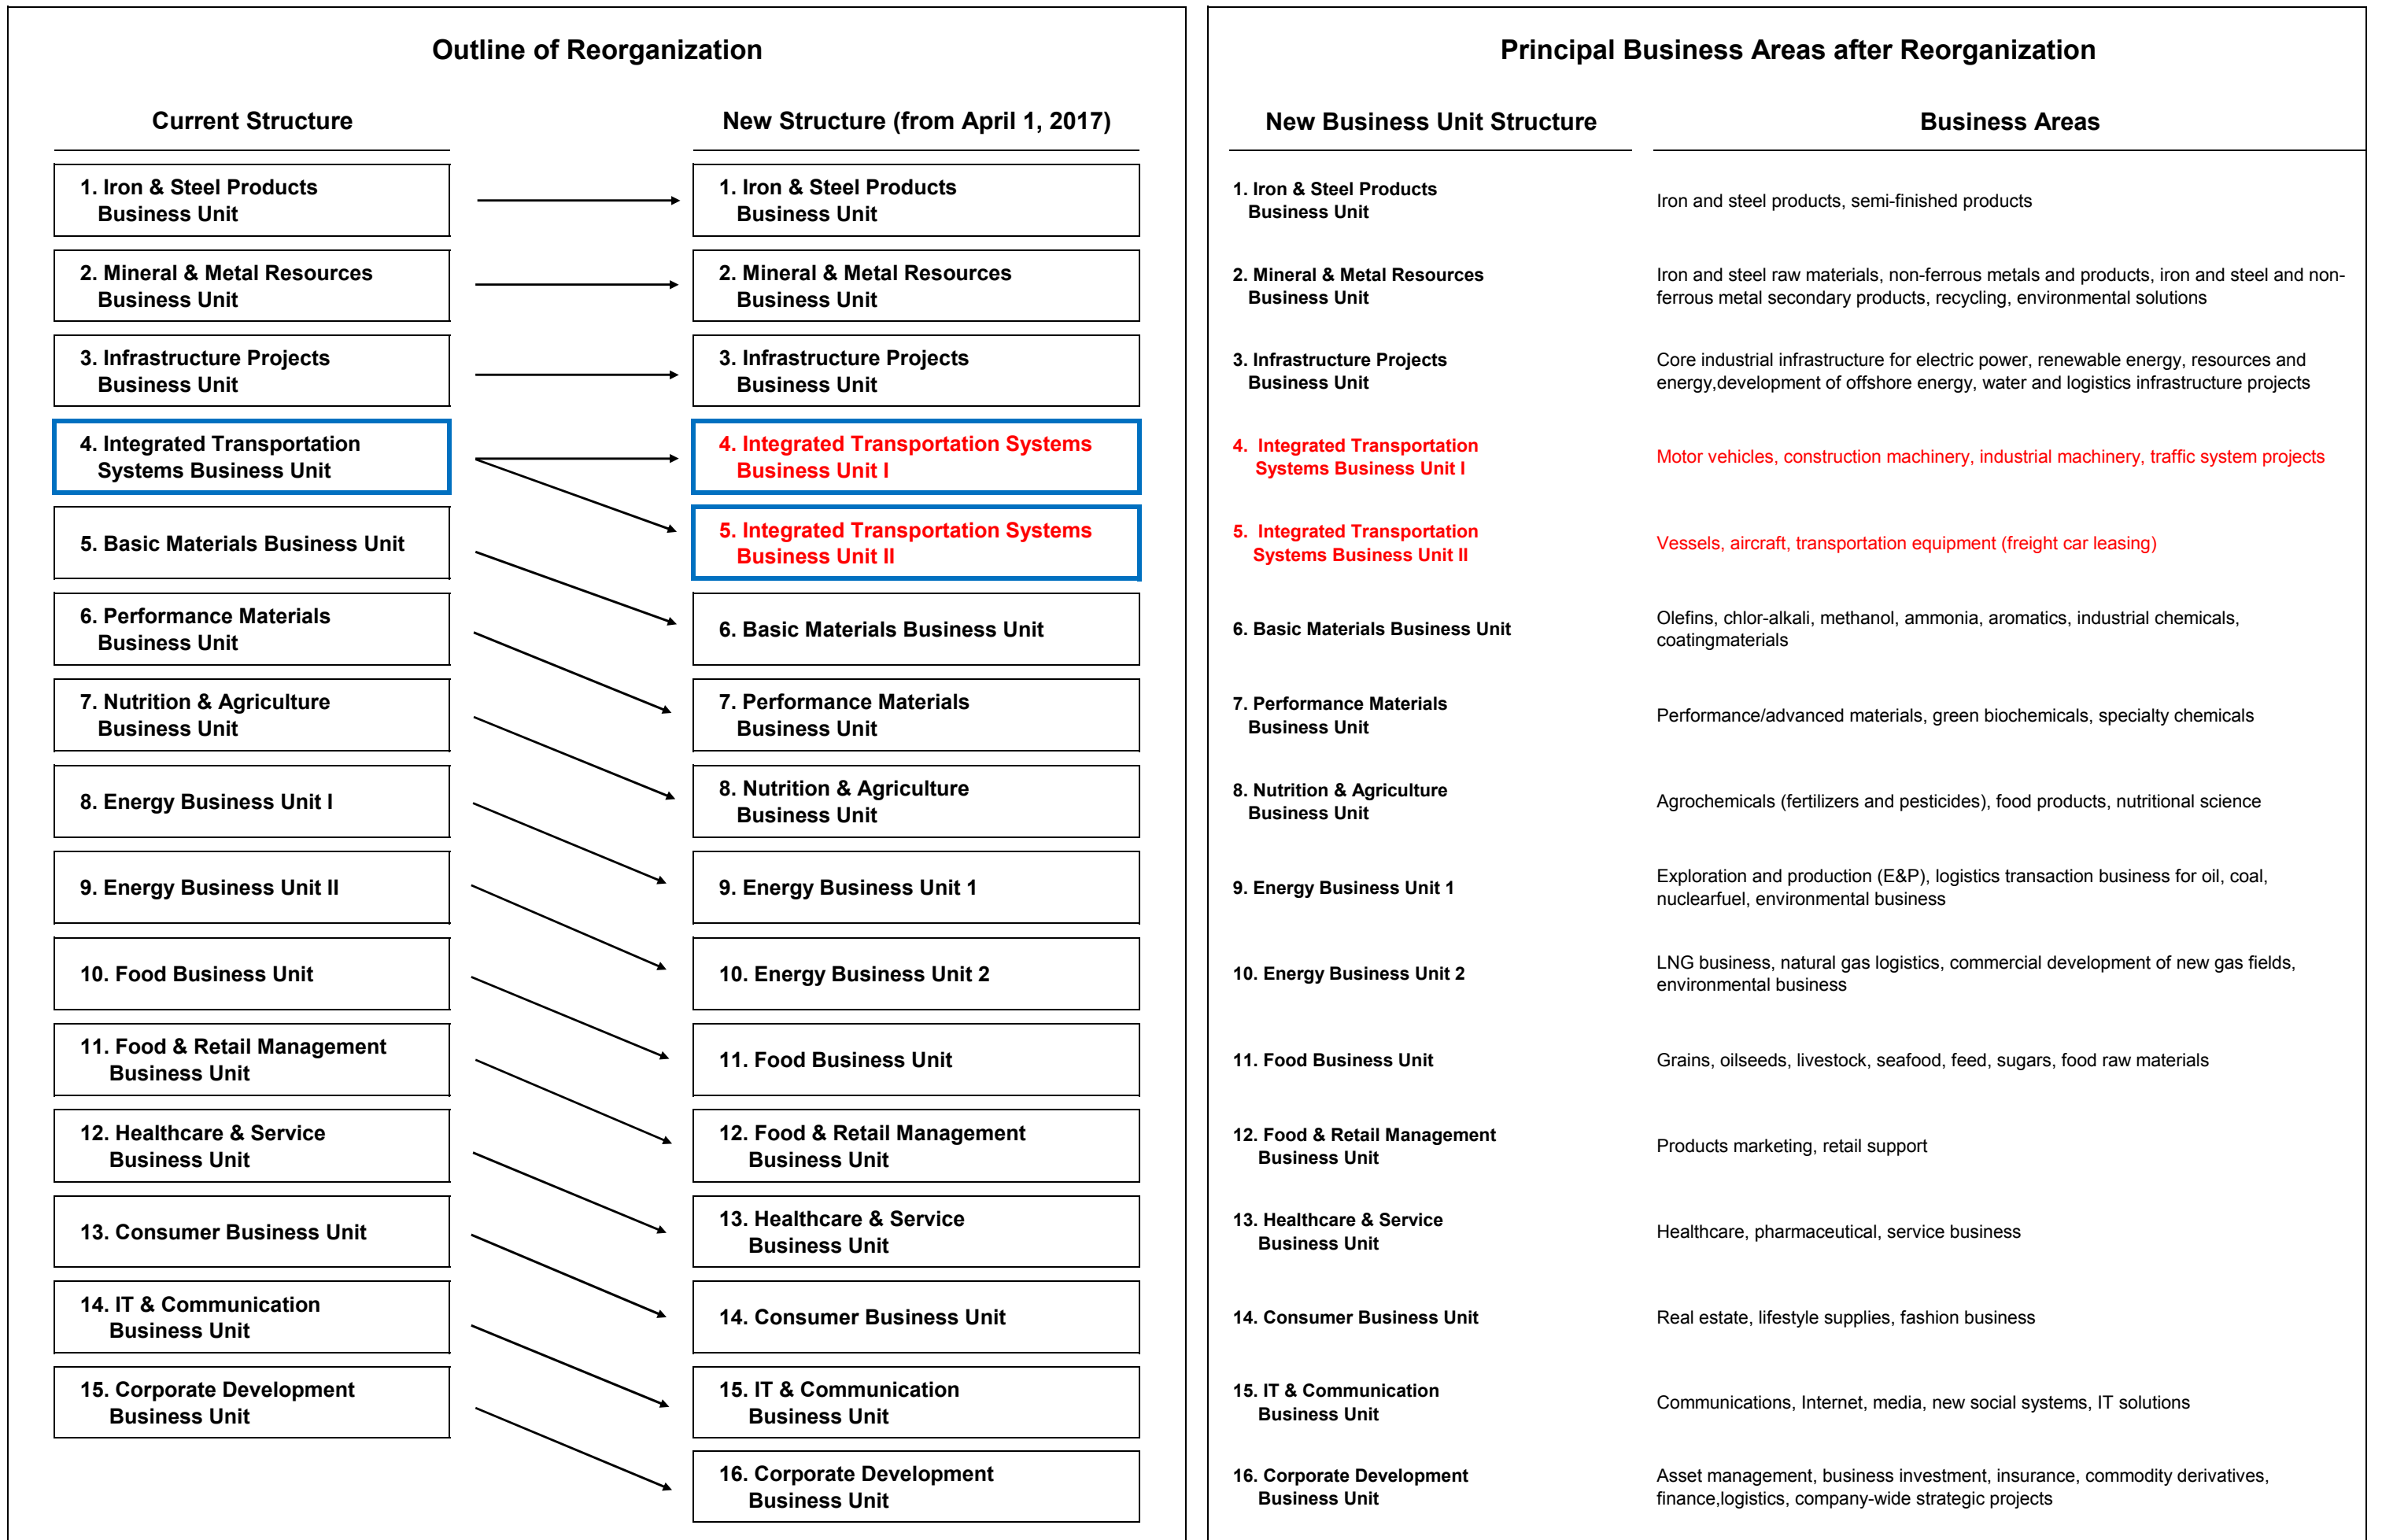 Outline of Reorganization
Current Structure
New Structure (from April 1, 2017)
1. Iron & Steel Products
Business Unit
2. Mineral & Metal Resources
Business Unit
3. Infrastructure Projects
Business Unit
4. Integrated Transportation
Systems Business Unit
5. Basic Materials Business Unit
6. Performance Materials
Business Unit
7. Nutrition & Agriculture
Business Unit
8. Energy Business Unit I
9. Energy Business Unit II
10. Food Business Unit
11. Food & Retail Management
Business Unit
12. Healthcare & Service
Business Unit
13. Consumer Business Unit
14. IT & Communication
Business Unit
15. Corporate Development
Business Unit
1. Iron & Steel Products
Business Unit
2. Mineral & Metal Resources
Business Unit
3. Infrastructure Projects
Business Unit
4. Integrated Transportation Systems
Business Unit I
5. Integrated Transportation Systems
Business Unit II
6. Basic Materials Business Unit
7. Performance Materials
Business Unit
8. Nutrition & Agriculture
Business Unit
9. Energy Business Unit 1
10. Energy Business Unit 2
11. Food Business Unit
12. Food & Retail Management
Business Unit
13. Healthcare & Service
Business Unit
14. Consumer Business Unit
15. IT & Communication
Business Unit
16. Corporate Development
Business Unit
Principal Business Areas after Reorganization
New Business Unit Structure
Business Areas
1. Iron & Steel Products
Business Unit
Iron and steel products, semi-finished products
2. Mineral & Metal Resources
Business Unit
Iron and steel raw materials, non-ferrous metals and products, iron and steel and non-
ferrous metal secondary products, recycling, environmental solutions
3. Infrastructure Projects
Business Unit
Core industrial infrastructure for electric power, renewable energy, resources and
energy,development of offshore energy, water and logistics infrastructure projects
4. Integrated Transportation
Systems Business Unit I
Motor vehicles, construction machinery, industrial machinery, traffic system projects
5. Integrated Transportation
Systems Business Unit II
Vessels, aircraft, transportation equipment (freight car leasing)
6. Basic Materials Business Unit
Olefins, chlor-alkali, methanol, ammonia, aromatics, industrial chemicals,
coatingmaterials
7. Performance Materials
Business Unit
Performance/advanced materials, green biochemicals, specialty chemicals
8. Nutrition & Agriculture
Business Unit
Agrochemicals (fertilizers and pesticides), food products, nutritional science
9. Energy Business Unit 1
Exploration and production (E&P), logistics transaction business for oil, coal,
nuclearfuel, environmental business
10. Energy Business Unit 2
LNG business, natural gas logistics, commercial development of new gas fields,
environmental business
11. Food Business Unit
Grains, oilseeds, livestock, seafood, feed, sugars, food raw materials
12. Food & Retail Management
Business Unit
Products marketing, retail support
13. Healthcare & Service
Business Unit
Healthcare, pharmaceutical, service business
14. Consumer Business Unit
Real estate, lifestyle supplies, fashion business
15. IT & Communication
Business Unit
Communications, Internet, media, new social systems, IT solutions
16. Corporate Development
Business Unit
Asset management, business investment, insurance, commodity derivatives,
finance,logistics, company-wide strategic projects